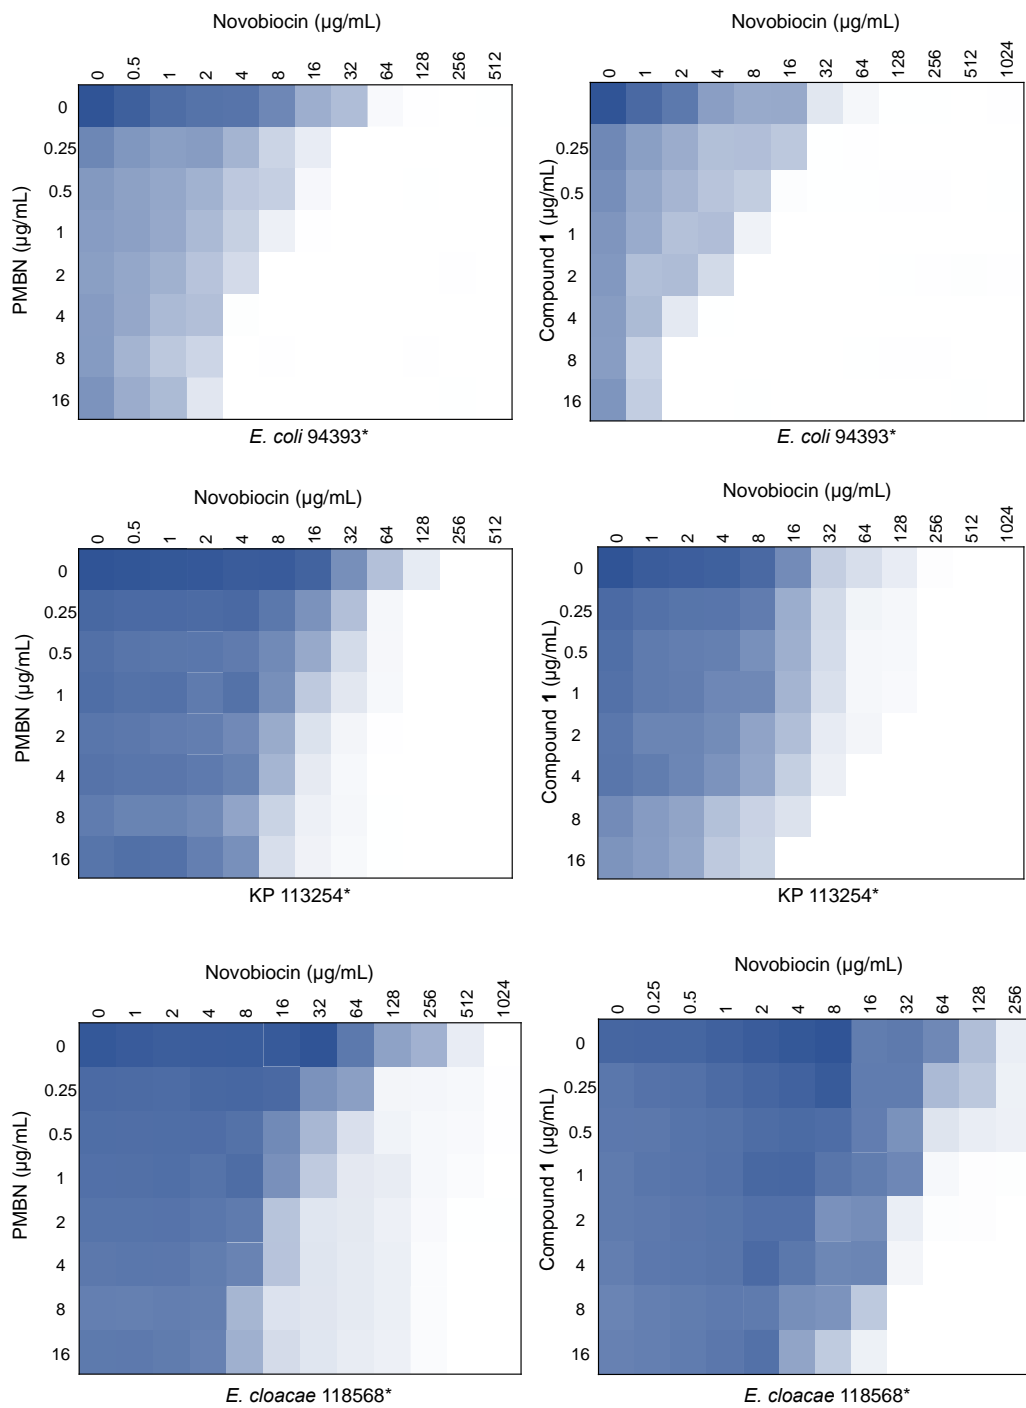 Novobiocin (µg/mL)
0 0.5 1 2 4 8 16 32 64 128 256 512
PMBN (µg/mL)
0
0.25
0.5
1
2
4
8
16
E. coli 94393*
Novobiocin (µg/mL)
0 1 2 4 8 16 32 64 128 256 512 1024
Compound 1 (µg/mL)
0.25
0.5
1
2
4
8
16
E. coli 94393*
Novobiocin (µg/mL)
0 0.5 1 2 4 8 16 32 64 128 256 512
PMBN (µg/mL)
0
0.25
0.5
1
2
4
8
16
KP 113254*
Novobiocin (µg/mL)
0 1 2 4 8 16 32 64 128 256 512 1024
Compound 1 (µg/mL)
0
0.25
0.5
1
2
4
8
16
KP 113254*
Novobiocin (µg/mL)
0 1 2 4 8 16 32 64 128 256 512 1024
PMBN (µg/mL)
0
0.25
0.5
1
2
4
8
16
E. cloacae 118568*
Novobiocin (µg/mL)
0 0.25 0.5 1 2 4 8 16 32 64 128 256
Compound 1 (µg/mL)
0
0.25
0.5
1
2
4
8
16
E. cloacae 118568*